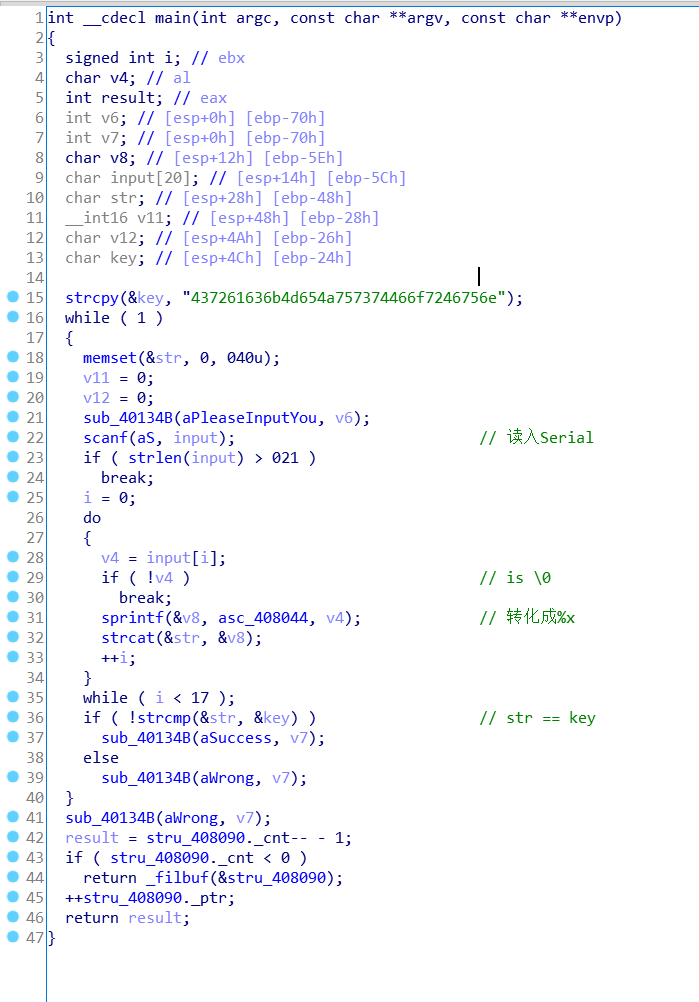 1 int __cdecl main(int argc, const char **argv, const char **envp)
2 {
3 signed int i; // ebx
4 char v4; // al
5 int result; // eax
6 int v6; // [esp+0h] [ebp-70h]
7 int v7; // [esp+0h] [ebp-70h]
8 char v8; // [esp+12h] [ebp-5Eh]
9 char input[20]; // [esp+14h] [ebp-5Ch]
10 char str; // [esp+28h] [ebp-48h]
11 __int16 v11; // [esp+48h] [ebp-28h]
12 char v12; // [esp+4Ah] [ebp-26h]
13 char key; // [esp+4Ch] [ebp-24h]
14
15 strcpy(&key, "437261636b4d654a757374466f7246756e");
16 while ( 1 )
17 {
18 memset(&str, 0, 040u);
19 v11 = 0;
20 v12 = 0;
21 sub_40134B(aPleaseInputYou, v6);
22 scanf(aS, input); // 读入Serial
23 if ( strlen(input) > 021 )
24 break;
25 i = 0;
26 do
27 {
28 v4 = input[i];
29 if ( !v4 ) // is \0
30 break;
31 sprintf(&v8, asc_408044, v4); // 转化成%x
32 strcat(&str, &v8);
33 ++i;
34 }
35 while ( i < 17 );
36 if ( !strcmp(&str, &key) ) // str == key
37 sub_40134B(aSuccess, v7);
38 else
39 sub_40134B(aWrong, v7);
40 }
41 sub_40134B(aWrong, v7);
42 result = stru_408090._cnt-- - 1;
43 if ( stru_408090._cnt < 0 )
44 return _filbuf(&stru_408090);
45 ++stru_408090._ptr;
46 return result;
47 }